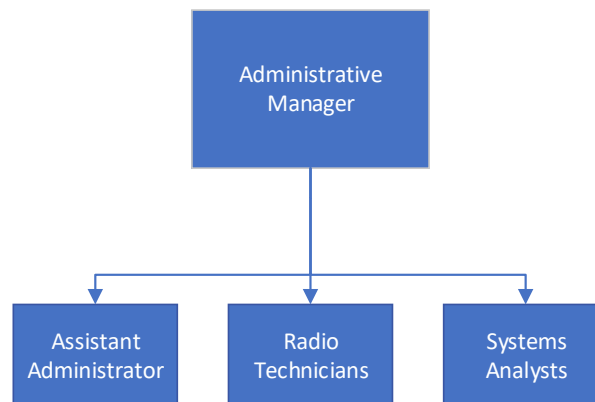 Administrative
Manager
Assistant
Administrator
Radio
Technicians
Systems
Analysts